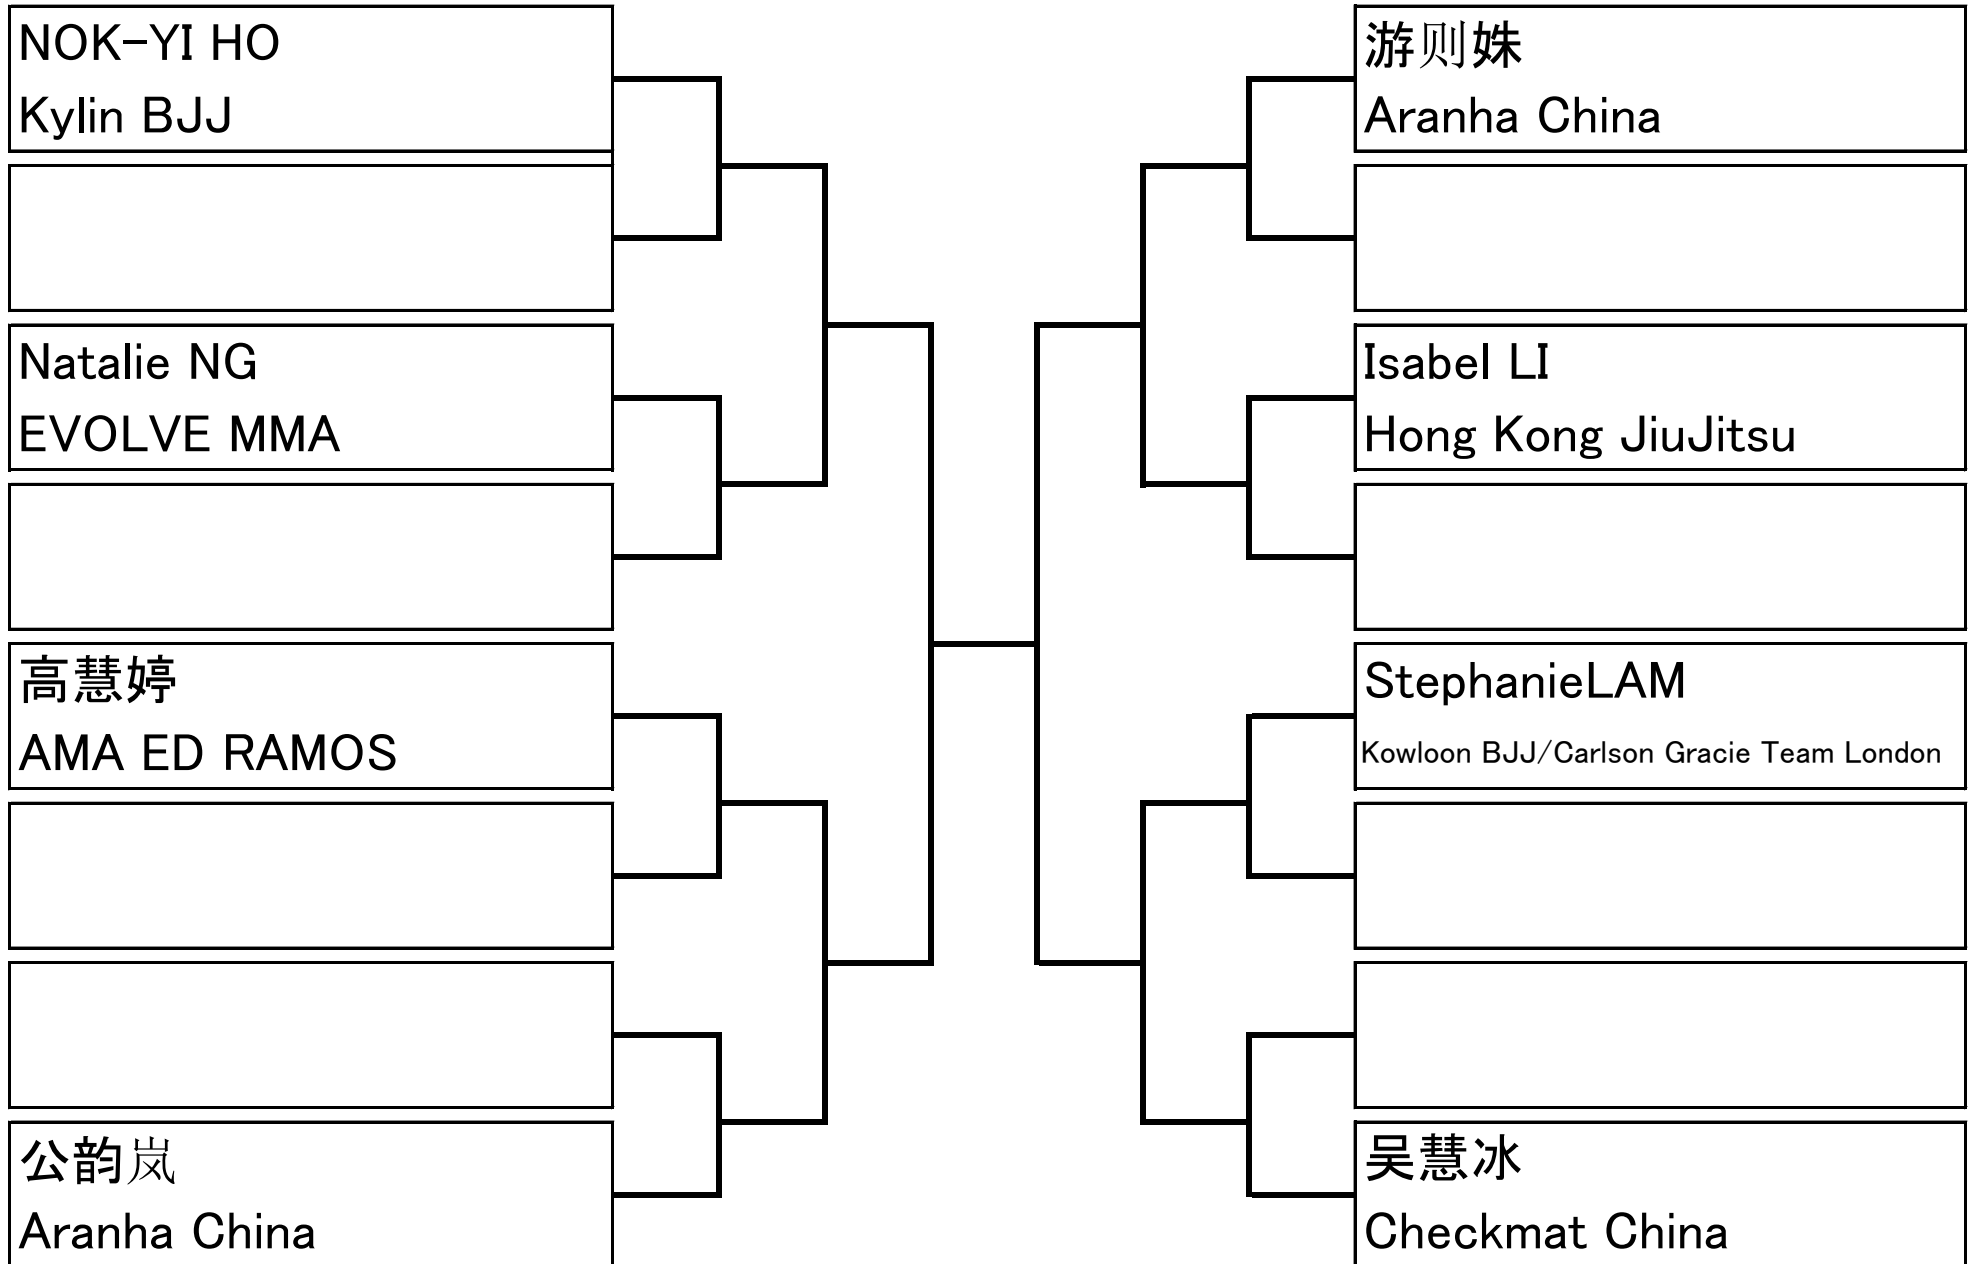 NOK-YI HO
Kylin BJJ
Natalie NG
EVOLVE MMA
高慧婷
AMA ED RAMOS
公韵岚
Aranha China
游则姝
Aranha China
Isabel LI
Hong Kong JiuJitsu
StephanieLAM
Kowloon BJJ/Carlson Gracie Team London
吴慧冰
Checkmat China